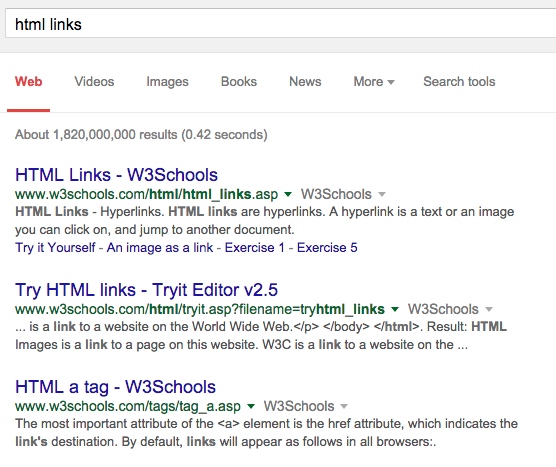 html links
Web Videos Images Books News More Search tools
About 1,820,000,000 results (0.42 seconds)
HTML Links - W3Schools
www.w3schools.com/html/html_links.asp W3Schools
HTML Links - Hyperlinks. HTML links are hyperlinks. A hyperlink is a text or an image
you can click on, and jump to another document.
Try it Yourself - An image as a link - Exercise 1 - Exercise 5
Try HTML links - Tryit Editor v2.5
www.w3schools.com/html/tryit.asp?filename=tryhtml_links W3Schools
... is a link to a website on the World Wide Web.</p> </body> </html>. Result: HTML
Images is a link to a page on this website. W3C is a link to a website on the ...
HTML a tag - W3Schools
www.w3schools.com/tags/tag_a.asp W3Schools
The most important attribute of the <a> element is the href attribute, which indicates the
link's destination. By default, links will appear as follows in all browsers:.